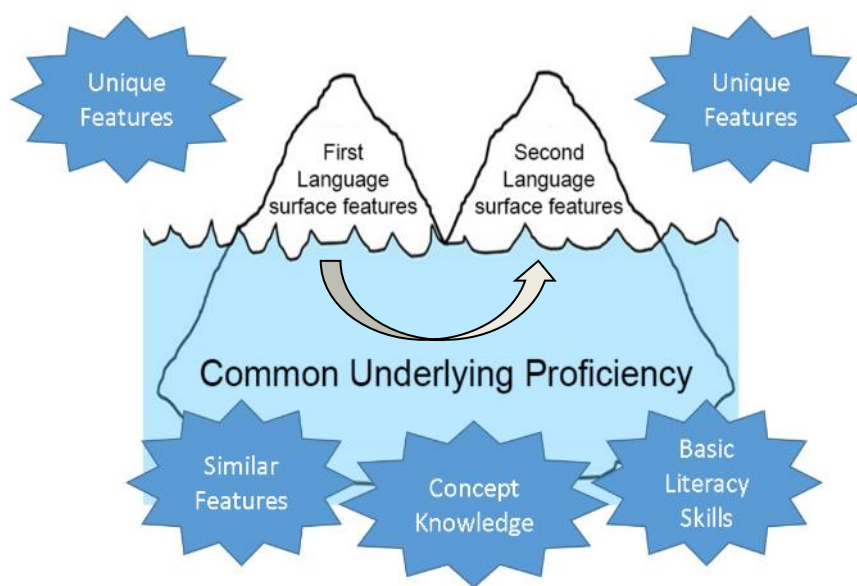 Unique
Features
Unique
Features
First
Language
surface features
Second
Language
surface features
Common Underlying Proficiency
Similar
Features
Concept
Knowledge
Basic
Literacy
Skills